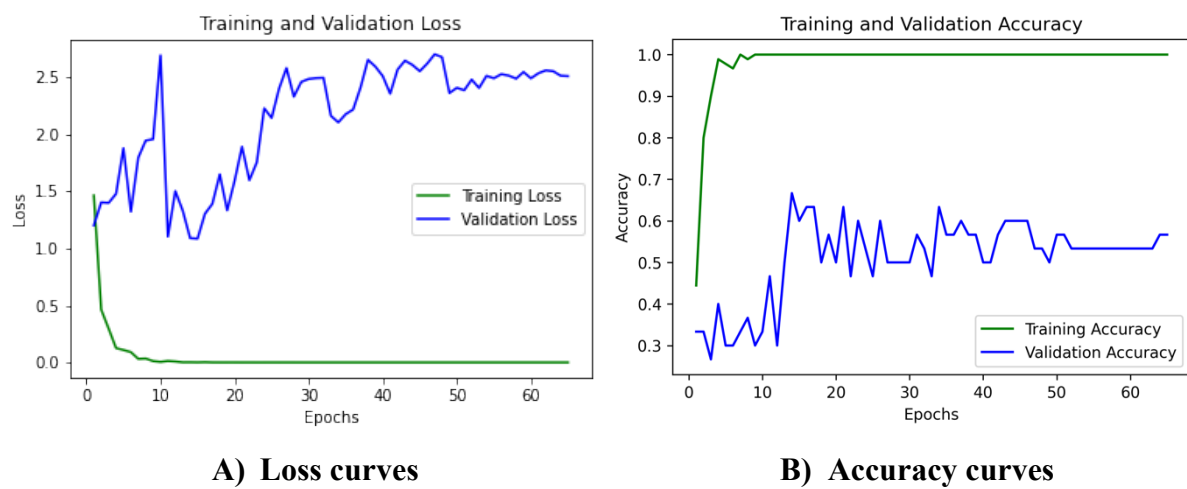 Training and Validation Loss
Loss
2.5
2.0
1.5
1.0
0.5
0.0
Training Loss
Validation Loss
0 10 20 30 40 50 60
Epochs
A) Loss curves
Training and Validation Accuracy
Accuracy
1.0
0.9
0.8
0.7
0.6
0.5
0.4
0.3
Training Accuracy
Validation Accuracy
0 10 20 30 40 50 60
Epochs
B) Accuracy curves